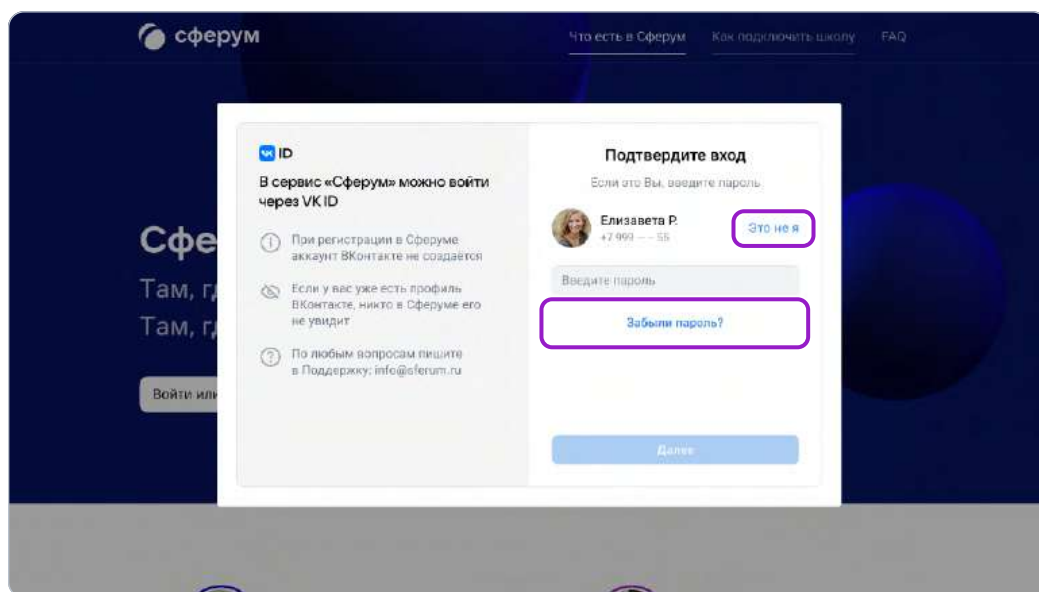 сферум
Что есть в Сферум
Как подключить школу
FAQ
VK ID
В сервис «Сферум» можно войти
через VK ID
При регистрации в Сферуме
аккаунт ВКонтакте не создаётся
Если у вас уже есть профиль
ВКонтакте, никто в Сферуме его
не увидит
По любым вопросам пишите
в Поддержку: info@sferum.ru
Подтвердите вход
Если это Вы, введите пароль
Елизавета Р.
+7 999 -- -- 55
Это не я
Введите пароль
Забыли пароль?
Далее
Сфе
Там, г
Там, г
Войти или